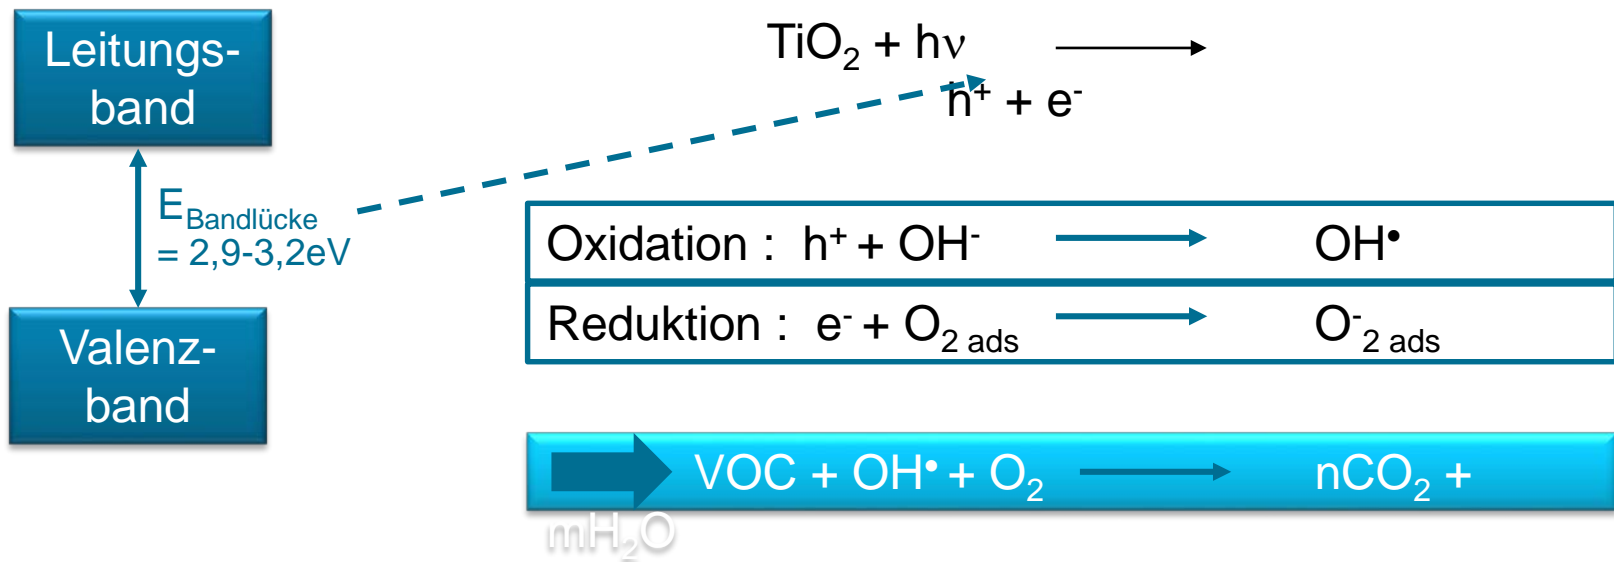 Leitungs-
band
E_Bandlücke
= 2,9-3,2eV
Valenz-
band
TiO₂ + hν ⟶
h⁺ + e⁻
Oxidation : h⁺ + OH⁻ ⟶ OH•
Reduktion : e⁻ + O₂ ads ⟶ O⁻₂ ads
VOC + OH• + O₂ ⟶ nCO₂ +
mH₂O